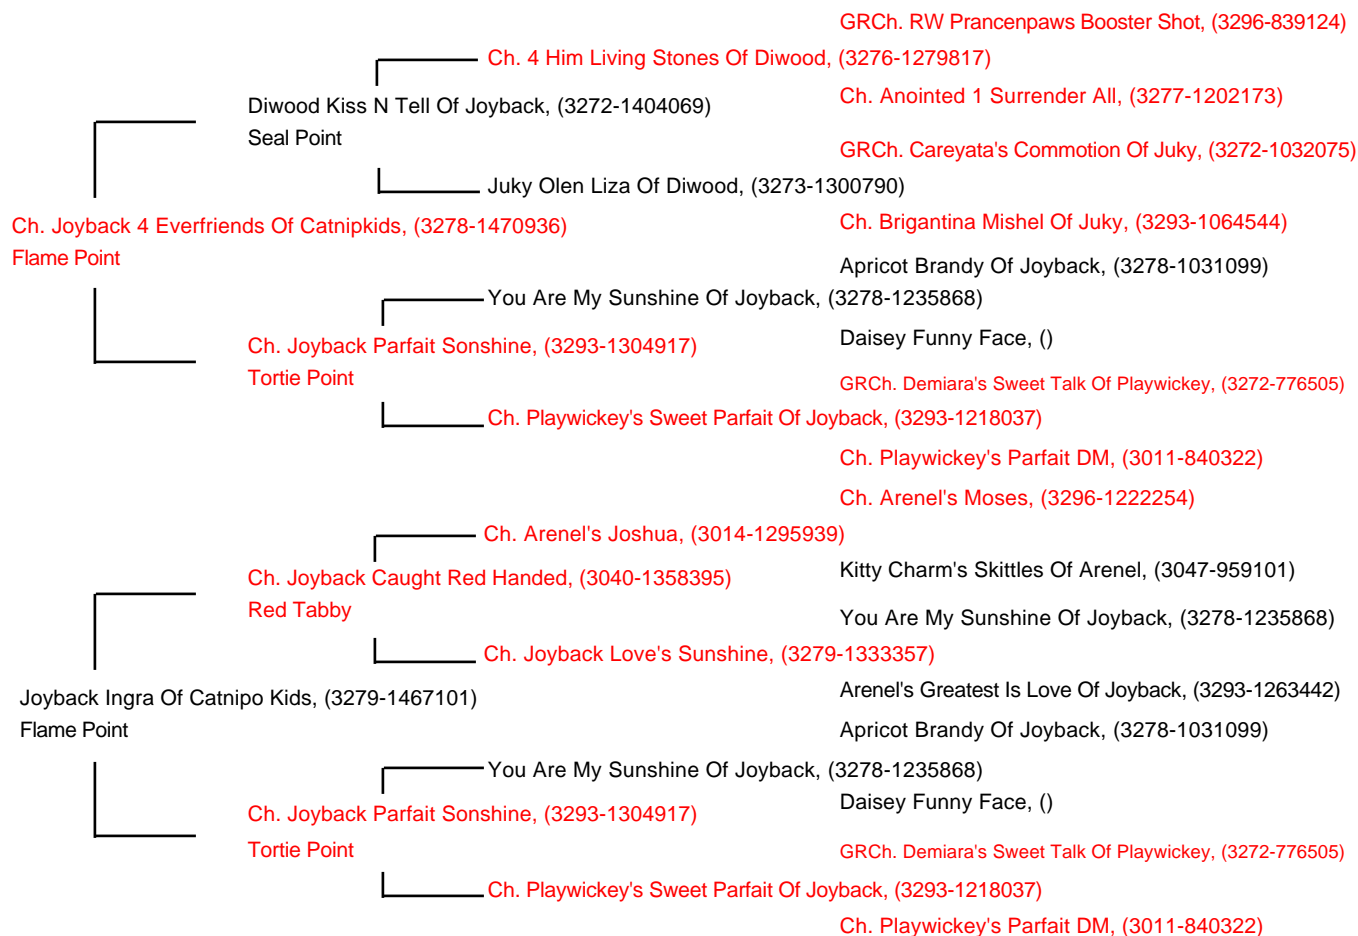 GRCh. RW Prancenpaws Booster Shot, (3296-839124)
Ch. 4 Him Living Stones Of Diwood, (3276-1279817)
Ch. Anointed 1 Surrender All, (3277-1202173)
Diwood Kiss N Tell Of Joyback, (3272-1404069)
Seal Point
GRCh. Careyata's Commotion Of Juky, (3272-1032075)
Juky Olen Liza Of Diwood, (3273-1300790)
Ch. Brigantina Mishel Of Juky, (3293-1064544)
Ch. Joyback 4 Everfriends Of Catnipkids, (3278-1470936)
Flame Point
Apricot Brandy Of Joyback, (3278-1031099)
You Are My Sunshine Of Joyback, (3278-1235868)
Daisey Funny Face, ()
Ch. Joyback Parfait Sonshine, (3293-1304917)
Tortie Point
GRCh. Demiara's Sweet Talk Of Playwickey, (3272-776505)
Ch. Playwickey's Sweet Parfait Of Joyback, (3293-1218037)
Ch. Playwickey's Parfait DM, (3011-840322)
Ch. Arenel's Moses, (3296-1222254)
Ch. Arenel's Joshua, (3014-1295939)
Kitty Charm's Skittles Of Arenel, (3047-959101)
Ch. Joyback Caught Red Handed, (3040-1358395)
Red Tabby
You Are My Sunshine Of Joyback, (3278-1235868)
Ch. Joyback Love's Sunshine, (3279-1333357)
Arenel's Greatest Is Love Of Joyback, (3293-1263442)
Joyback Ingra Of Catnipo Kids, (3279-1467101)
Flame Point
Apricot Brandy Of Joyback, (3278-1031099)
You Are My Sunshine Of Joyback, (3278-1235868)
Daisey Funny Face, ()
Ch. Joyback Parfait Sonshine, (3293-1304917)
Tortie Point
GRCh. Demiara's Sweet Talk Of Playwickey, (3272-776505)
Ch. Playwickey's Sweet Parfait Of Joyback, (3293-1218037)
Ch. Playwickey's Parfait DM, (3011-840322)